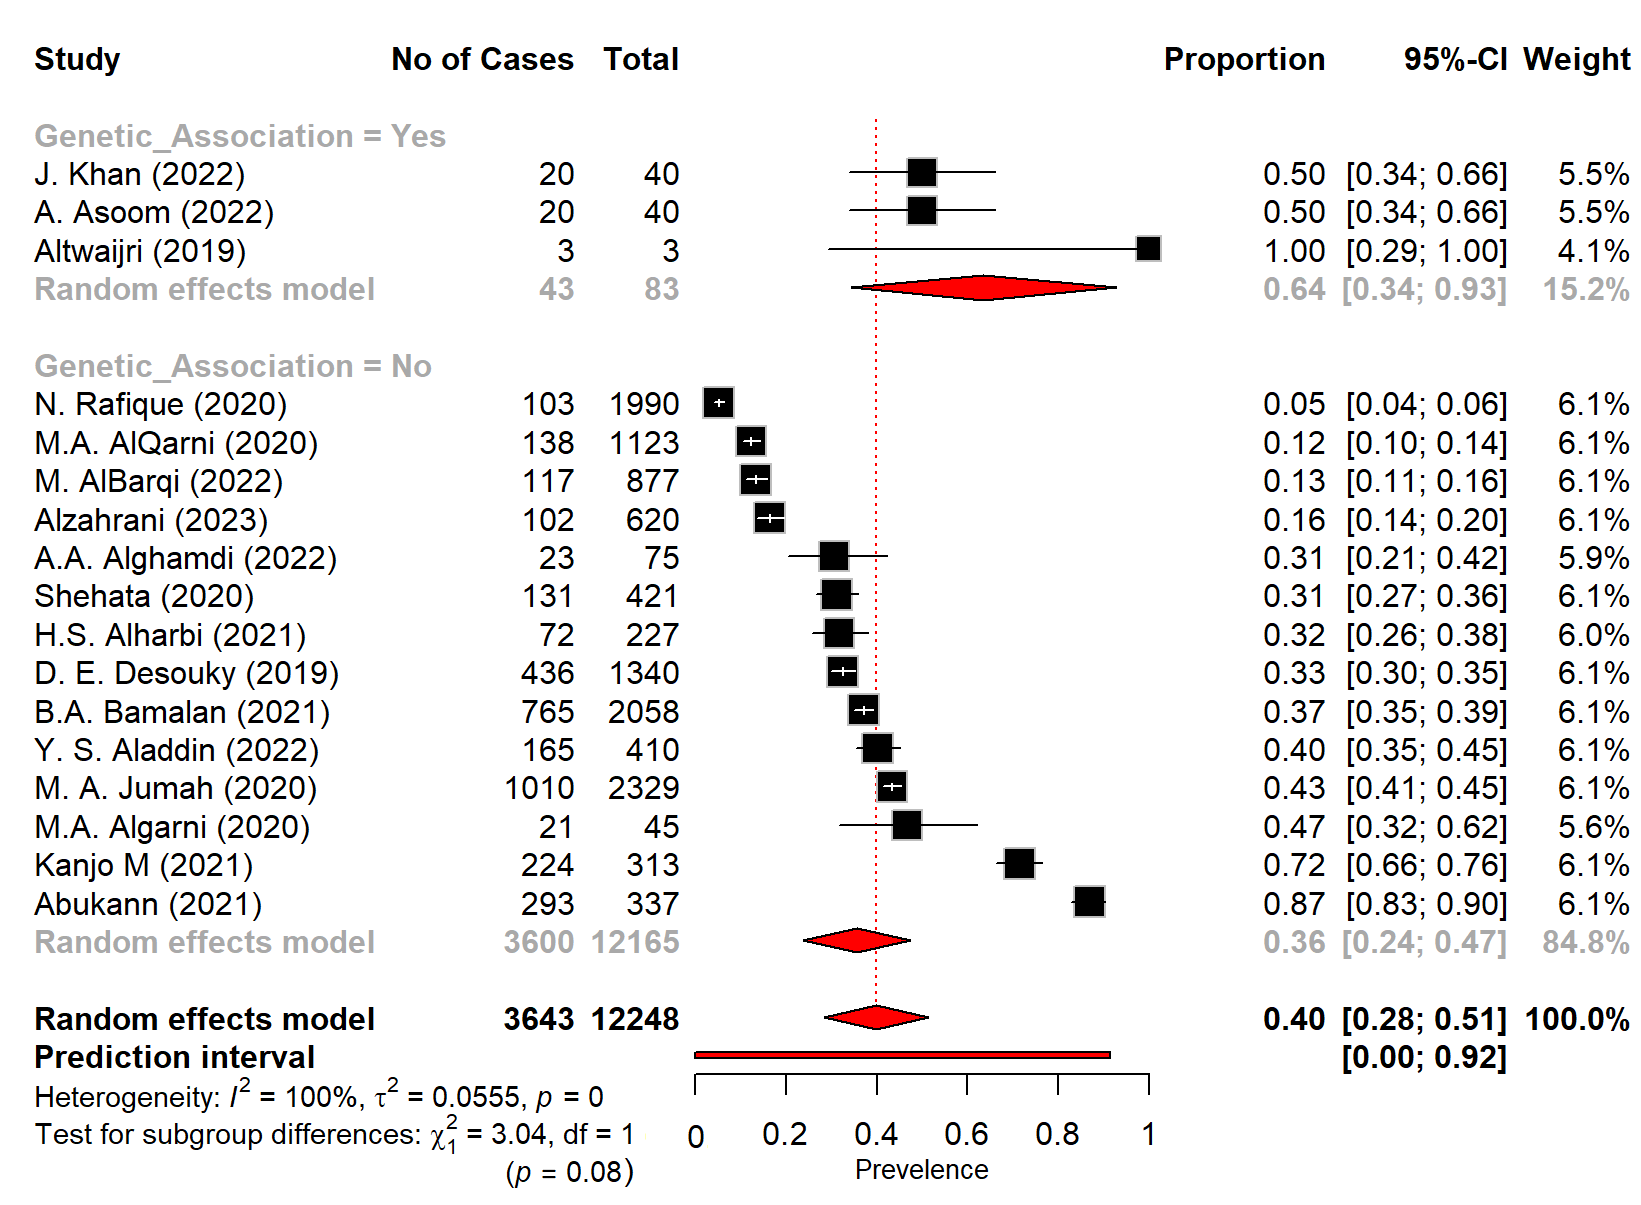 Study No of Cases Total Proportion 95%-CI Weight
Genetic_Association = Yes
J. Khan (2022) 20 40 0.50 [0.34; 0.66] 5.5%
A. Asoom (2022) 20 40 0.50 [0.34; 0.66] 5.5%
Altwaijri (2019) 3 3 1.00 [0.29; 1.00] 4.1%
Random effects model 43 83 0.64 [0.34; 0.93] 15.2%
Genetic_Association = No
N. Rafique (2020) 103 1990 0.05 [0.04; 0.06] 6.1%
M.A. AlQarni (2020) 138 1123 0.12 [0.10; 0.14] 6.1%
M. AlBarqi (2022) 117 877 0.13 [0.11; 0.16] 6.1%
Alzahrani (2023) 102 620 0.16 [0.14; 0.20] 6.1%
A.A. Alghamdi (2022) 23 75 0.31 [0.21; 0.42] 5.9%
Shehata (2020) 131 421 0.31 [0.27; 0.36] 6.1%
H.S. Alharbi (2021) 72 227 0.32 [0.26; 0.38] 6.0%
D. E. Desouky (2019) 436 1340 0.33 [0.30; 0.35] 6.1%
B.A. Bamalan (2021) 765 2058 0.37 [0.35; 0.39] 6.1%
Y. S. Aladdin (2022) 165 410 0.40 [0.35; 0.45] 6.1%
M. A. Jumah (2020) 1010 2329 0.43 [0.41; 0.45] 6.1%
M.A. Algarni (2020) 21 45 0.47 [0.32; 0.62] 5.6%
Kanjo M (2021) 224 313 0.72 [0.66; 0.76] 6.1%
Abukann (2021) 293 337 0.87 [0.83; 0.90] 6.1%
Random effects model 3600 12165 0.36 [0.24; 0.47] 84.8%
Random effects model 3643 12248 0.40 [0.28; 0.51] 100.0%
Prediction interval [0.00; 0.92]
Heterogeneity: I² = 100%, τ² = 0.0555, p = 0
Test for subgroup differences: χ²₁ = 3.04, df = 1
(p = 0.08)
0 0.2 0.4 0.6 0.8 1
Prevelence